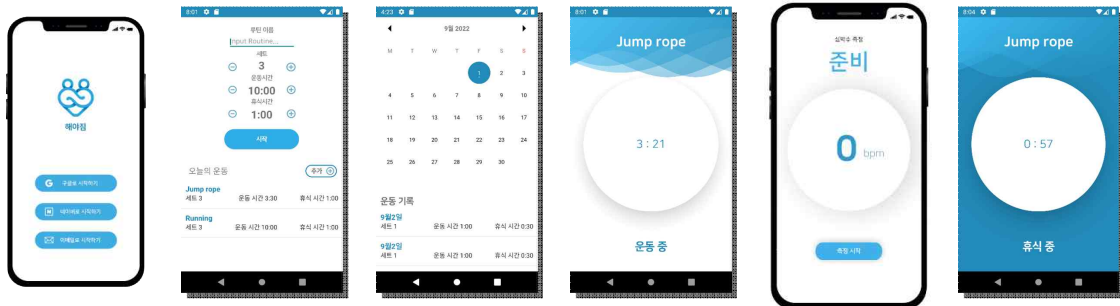 해아짐
구글로 시작하기
네이버로 시작하기
이메일로 시작하기
8:01
루틴 이름
Input Routine...
세트
3
운동시간
10:00
휴식시간
1:00
시작
오늘의 운동 추가
Jump rope
세트 3 운동 시간 3:30 휴식 시간 1:00
Running
세트 3 운동 시간 10:00 휴식 시간 1:00
4:23
9월 2022
M T W T F S S
1 2 3
4 5 6 7 8 9 10
11 12 13 14 15 16 17
18 19 20 21 22 23 24
25 26 27 28 29 30
운동 기록
9월2일
세트 1 운동 시간 1:00 휴식 시간 0:30
9월2일
세트 1 운동 시간 1:00 휴식 시간 0:30
8:01
Jump rope
3 : 21
운동 중
심박수 측정
준비
0 bpm
측정 시작
8:04
Jump rope
0 : 57
휴식 중